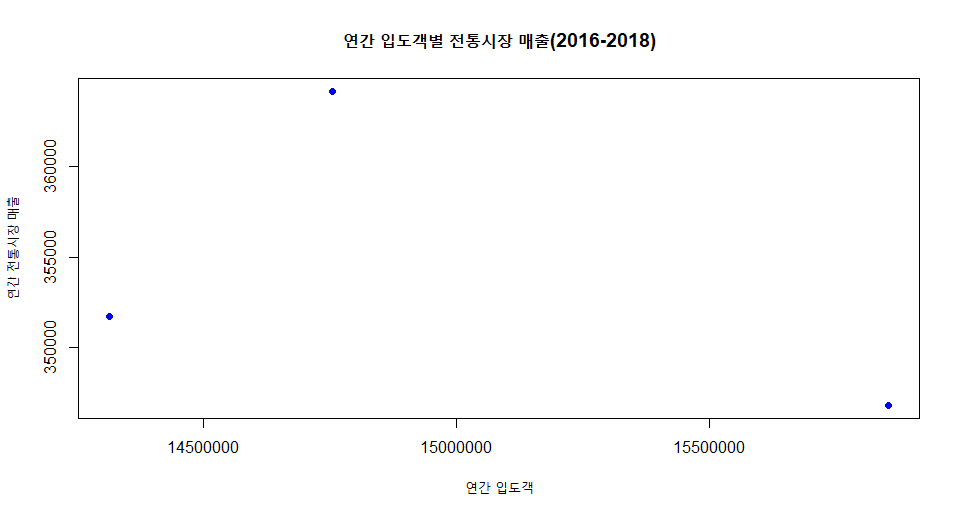 연간 입도객별 전통시장 매출(2016-2018)
연간 전통시장 매출
360000
355000
350000
14500000 15000000 15500000
연간 입도객